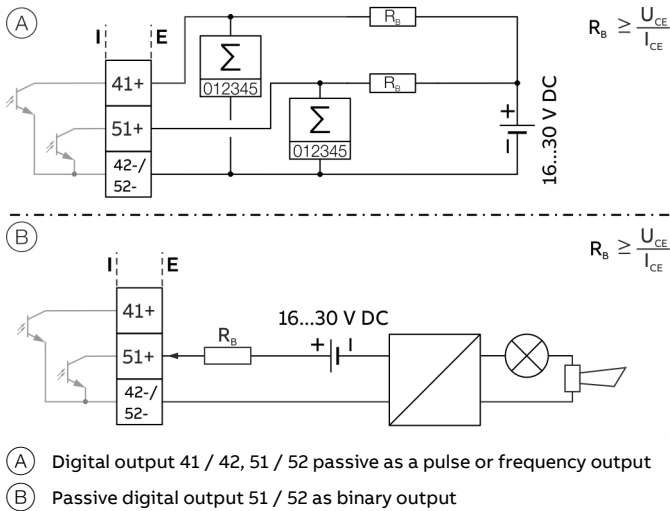 A
I E
41+
51+
42-/
52-
Σ
012345
Σ
012345
R_B
R_B
+
I
16...30 V DC
R_B ≥ U_CE / I_CE
B
I E
41+
51+
42-/
52-
R_B
16...30 V DC
+ I
R_B ≥ U_CE / I_CE
A Digital output 41 / 42, 51 / 52 passive as a pulse or frequency output
B Passive digital output 51 / 52 as binary output